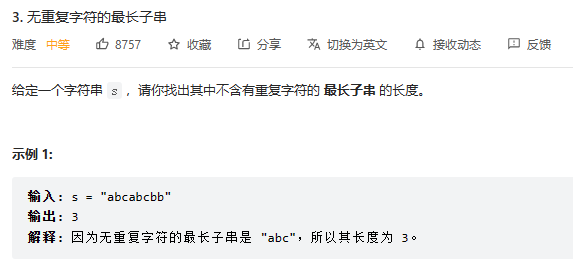 3. 无重复字符的最长子串
难度 中等 8757 收藏 分享 切换为英文 接收动态 反馈
给定一个字符串 s ，请你找出其中不含有重复字符的 最长子串 的长度。
示例 1:
输入: s = "abcabcbb"
输出: 3
解释: 因为无重复字符的最长子串是 "abc"，所以其长度为 3。